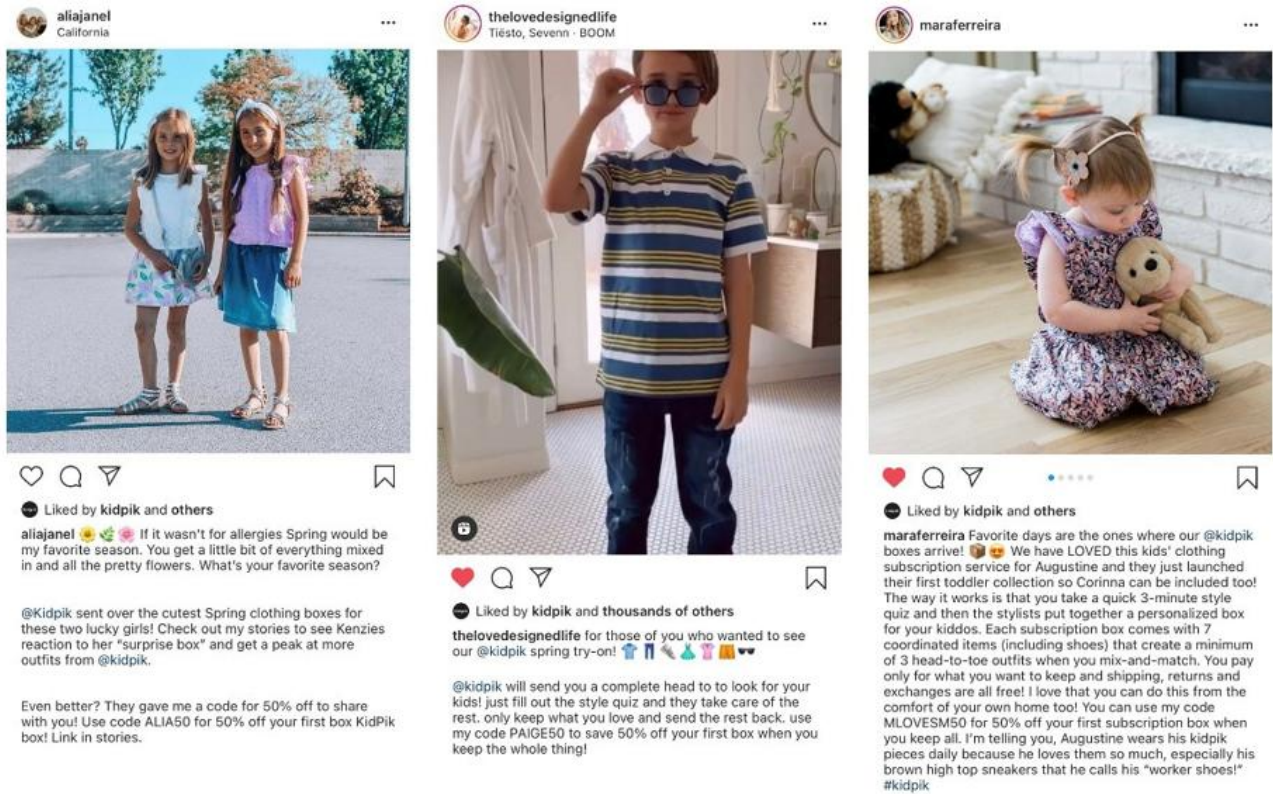 aliajanel
California
aliajanel 🌼 🌿 🌸 If it wasn't for allergies Spring would be
my favorite season. You get a little bit of everything mixed
in and all the pretty flowers. What's your favorite season?
@Kidpik sent over the cutest Spring clothing boxes for
these two lucky girls! Check out my stories to see Kenzies
reaction to her "surprise box" and get a peak at more
outfits from @kidpik.
Even better? They gave me a code for 50% off to share
with you! Use code ALIA50 for 50% off your first box KidPik
box! Link in stories.
Liked by kidpik and others
thelovedesignedlife
Tiësto, Sevenn · BOOM
Liked by kidpik and thousands of others
thelovedesignedlife for those of you who wanted to see
our @kidpik spring try-on! 👕👖👟👗👚🩳🕶️
@kidpik will send you a complete head to to look for your
kids! just fill out the style quiz and they take care of the
rest. only keep what you love and send the rest back. use
my code PAIGE50 to save 50% off your first box when you
keep the whole thing!
maraferreira
Liked by kidpik and others
maraferreira Favorite days are the ones where our @kidpik
boxes arrive! 📦😍 We have LOVED this kids' clothing
subscription service for Augustine and they just launched
their first toddler collection so Corinna can be included too!
The way it works is that you take a quick 3-minute style
quiz and then the stylists put together a personalized box
for your kiddos. Each subscription box comes with 7
coordinated items (including shoes) that create a minimum
of 3 head-to-toe outfits when you mix-and-match. You pay
only for what you want to keep and shipping, returns and
exchanges are all free! I love that you can do this from the
comfort of your own home too! You can use my code
MLOVESM50 for 50% off your first subscription box when
you keep all. I'm telling you, Augustine wears his kidpik
pieces daily because he loves them so much, especially his
brown high top sneakers that he calls his "worker shoes!"
#kidpik